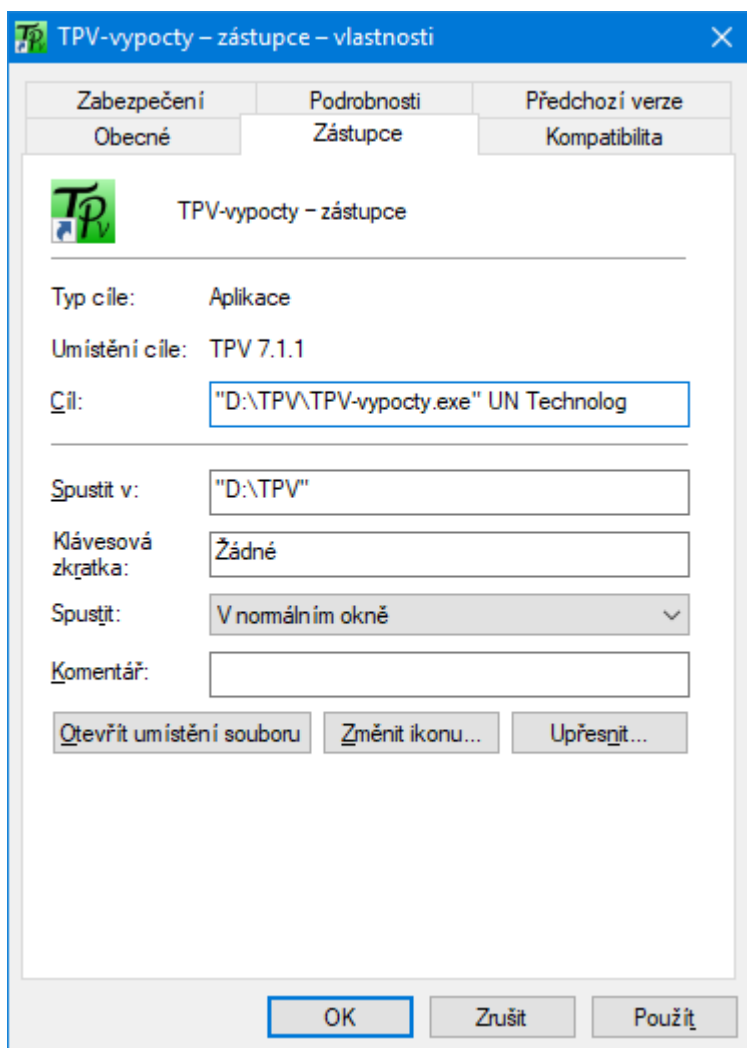 TPV-vypocty – zástupce – vlastnosti
Zabezpečení Podrobnosti Předchozí verze
Obecné Zástupce Kompatibilita
TPV
TPV-vypocty – zástupce
Typ cíle: Aplikace
Umístění cíle: TPV 7.1.1
Cíl: "D:\TPV\TPV-vypocty.exe" UN Technolog
Spustit v: "D:\TPV"
Klávesová zkratka: Žádné
Spustit: V normálním okně
Komentář:
Otevřít umístění souboru Změnit ikonu... Upřesnit...
OK Zrušit Použít